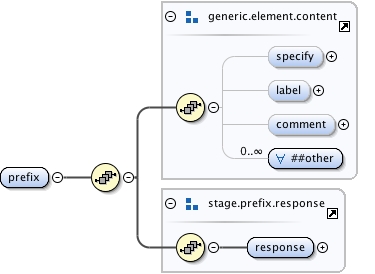 generic.element.content
specify
label
comment
0..∞
∀ ##other
prefix
stage.prefix.response
response